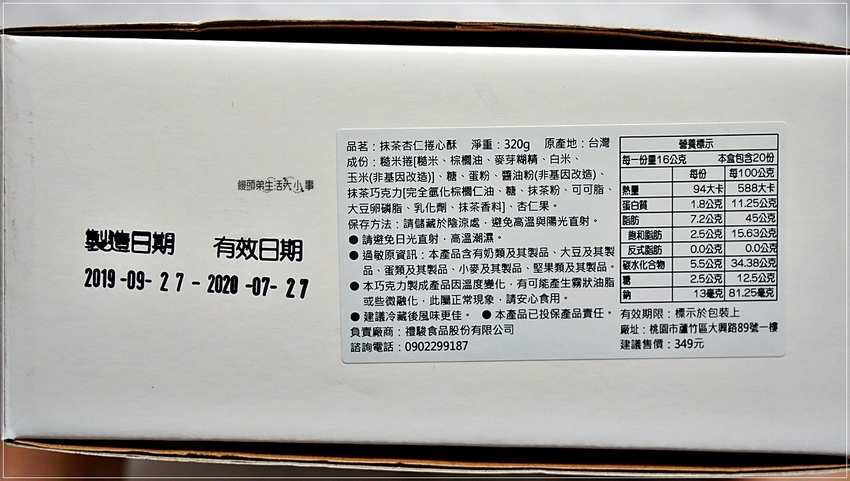 饅頭弟生活大小事
製造日期 有效日期
2019-09-27-2020-07-27
品名：抹茶杏仁捲心酥 淨重：320g 原產地：台灣
成份：糙米捲[糙米、棕櫚油、麥芽糊精、白米、
玉米(非基因改造)、糖、蛋粉、醬油粉(非基因改造)、
抹茶巧克力[完全氫化棕櫚仁油、糖、抹茶粉、可可脂、
大豆卵磷脂、乳化劑、抹茶香料]、杏仁果。
保存方法：請儲藏於陰涼處，避免高溫與陽光直射。
● 請避免日光直射，高溫潮濕。
● 過敏原資訊：本產品含有奶類及其製品、大豆及其製
品、蛋類及其製品、小麥及其製品、堅果類及其製品。
● 本巧克力製成產品因溫度變化，有可能產生霧狀油脂
或些微融化，此屬正常現象，請安心食用。
● 建議冷藏後風味更佳。 ● 本產品已投保產品責任。
負責廠商：禮駿食品股份有限公司
諮詢電話：0902299187
營養標示
每一份量16公克 本盒包含20份
每份 每100公克
熱量 94大卡 588大卡
蛋白質 1.8公克 11.25公克
脂肪 7.2公克 45公克
飽和脂肪 2.5公克 15.63公克
反式脂肪 0.0公克 0.0公克
碳水化合物 5.5公克 34.38公克
糖 2.5公克 12.5公克
鈉 13毫克 81.25毫克
有效期限：標示於包裝上
廠址：桃園市蘆竹區大興路89號一樓
建議售價：349元